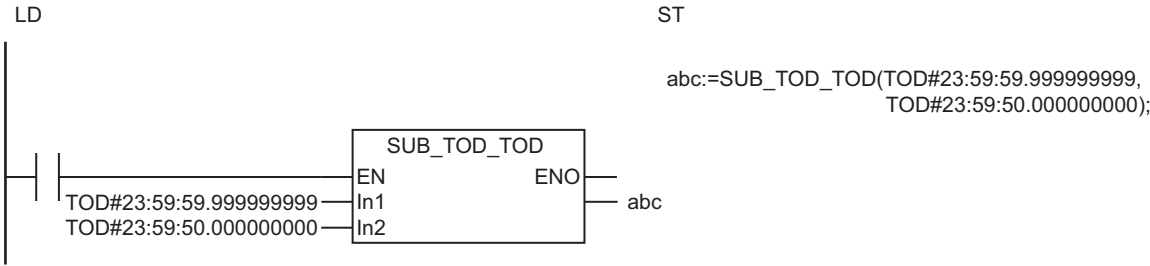 LD
ST
abc:=SUB_TOD_TOD(TOD#23:59:59.999999999,
TOD#23:59:50.000000000);
SUB_TOD_TOD
EN ENO
TOD#23:59:59.999999999 In1 abc
TOD#23:59:50.000000000 In2